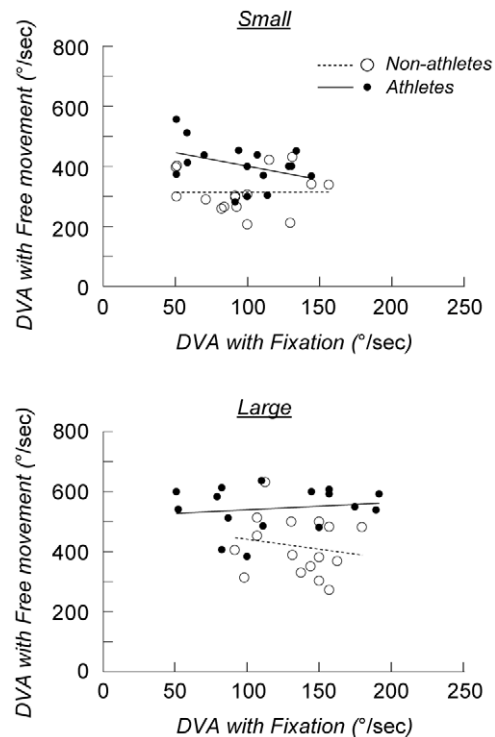 Small
DVA with Free movement (°/sec)
800
600
400
200
0
Non-athletes
Athletes
0 50 100 150 200 250
DVA with Fixation (°/sec)
Large
DVA with Free movement (°/sec)
800
600
400
200
0
0 50 100 150 200 250
DVA with Fixation (°/sec)